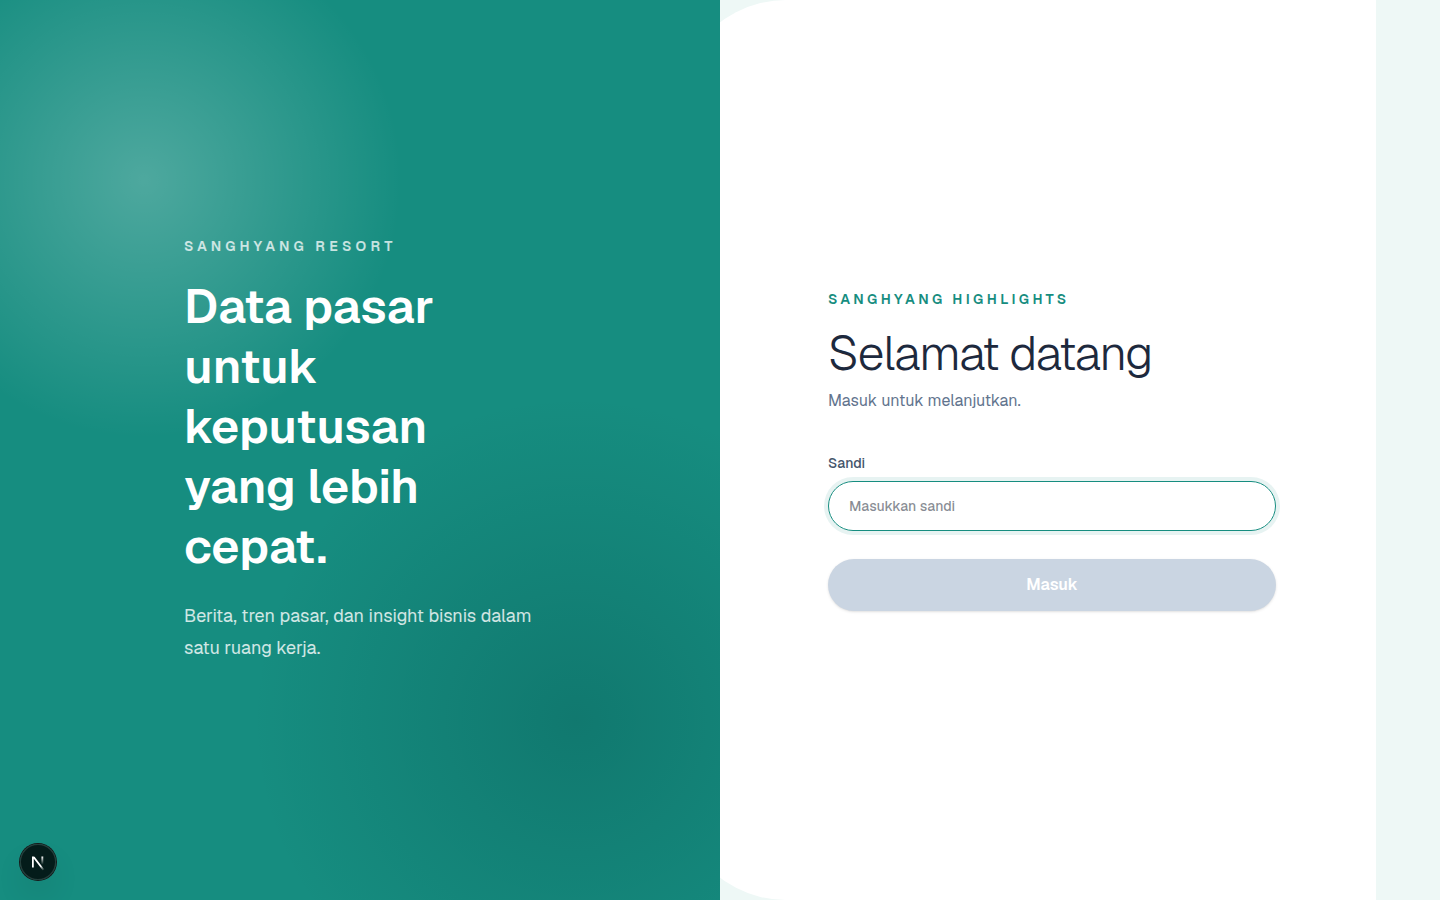 SANGHYANG RESORT
Data pasar
untuk
keputusan
yang lebih
cepat.
Berita, tren pasar, dan insight bisnis dalam
satu ruang kerja.
SANGHYANG HIGHLIGHTS
Selamat datang
Masuk untuk melanjutkan.
Sandi
Masukkan sandi
Masuk
N